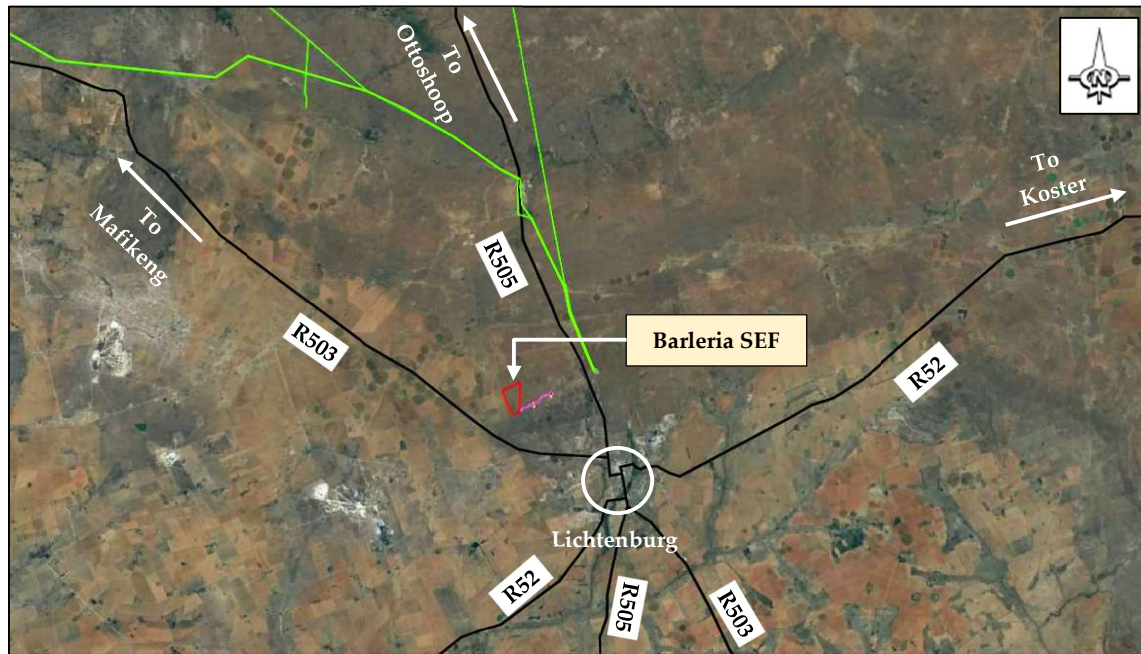 To
Ottoshoop
N
To
Koster
To
Mafikeng
R505
R503
Barleria SEF
R52
Lichtenburg
R52
R505
R503